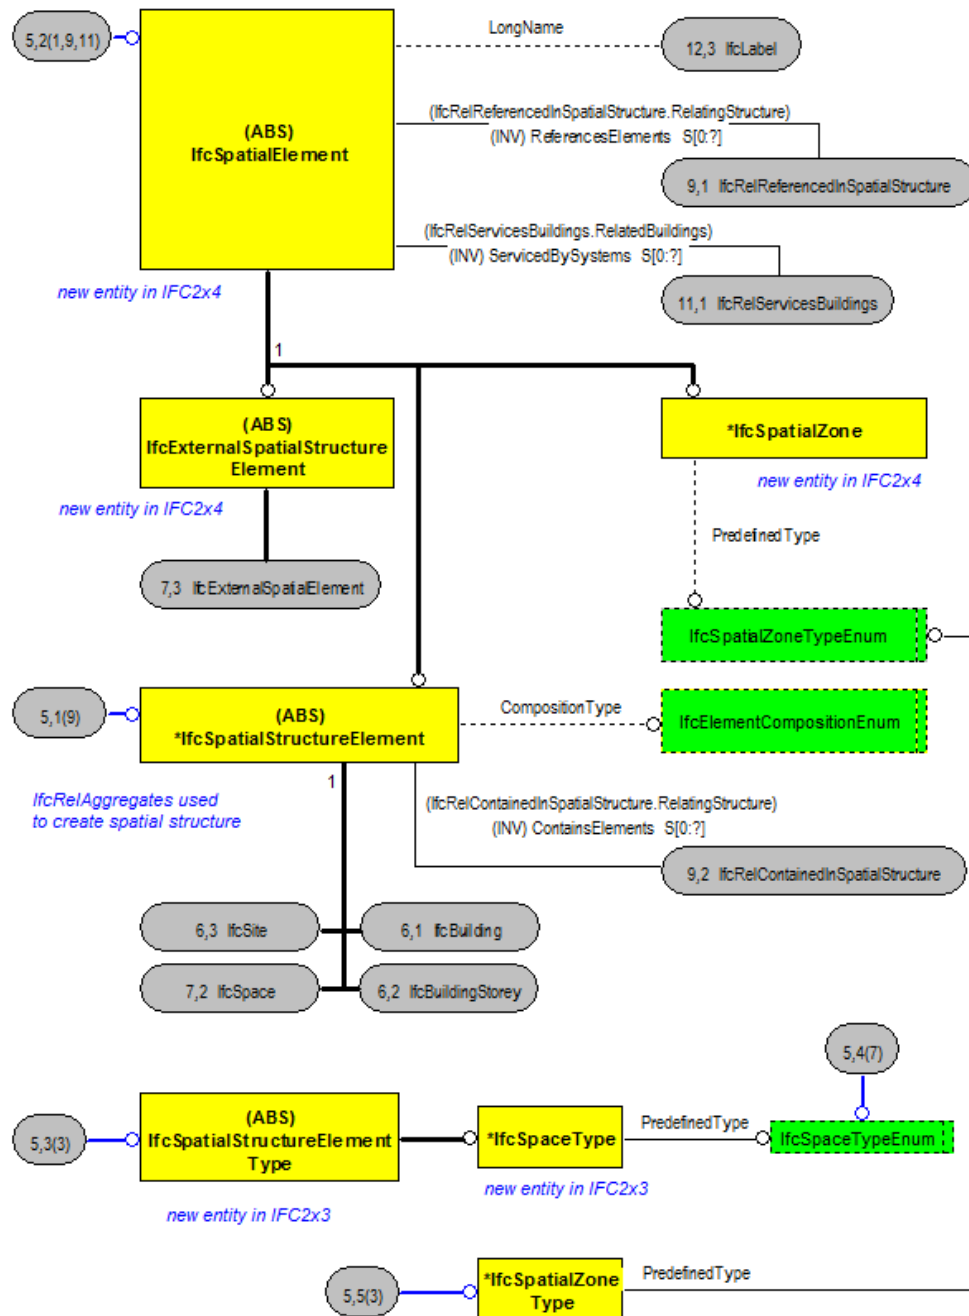 5,2(1,9,11)
LongName
12,3 IfcLabel
(ABS)
IfcSpatialElement
(IfcRelReferencedInSpatialStructure.RelatingStructure)
(INV) ReferencesElements S[0:?]
9,1 IfcRelReferencedInSpatialStructure
(IfcRelServicesBuildings.RelatedBuildings)
(INV) ServicedBySystems S[0:?]
11,1 IfcRelServicesBuildings
new entity in IFC2x4
1
(ABS)
IfcExternalSpatialStructure
Element
*IfcSpatialZone
new entity in IFC2x4
new entity in IFC2x4
PredefinedType
7,3 IfcExternalSpatialElement
IfcSpatialZoneTypeEnum
5,1(9)
(ABS)
*IfcSpatialStructureElement
CompositionType
IfcElementCompositionEnum
1
IfcRelAggregates used
to create spatial structure
(IfcRelContainedInSpatialStructure.RelatingStructure)
(INV) ContainsElements S[0:?]
9,2 IfcRelContainedInSpatialStructure
6,3 IfcSite
6,1 IfcBuilding
7,2 IfcSpace
6,2 IfcBuildingStorey
5,4(7)
5,3(3)
(ABS)
IfcSpatialStructureElement
Type
*IfcSpaceType
PredefinedType
IfcSpaceTypeEnum
new entity in IFC2x3
new entity in IFC2x3
5,5(3)
*IfcSpatialZone
Type
PredefinedType